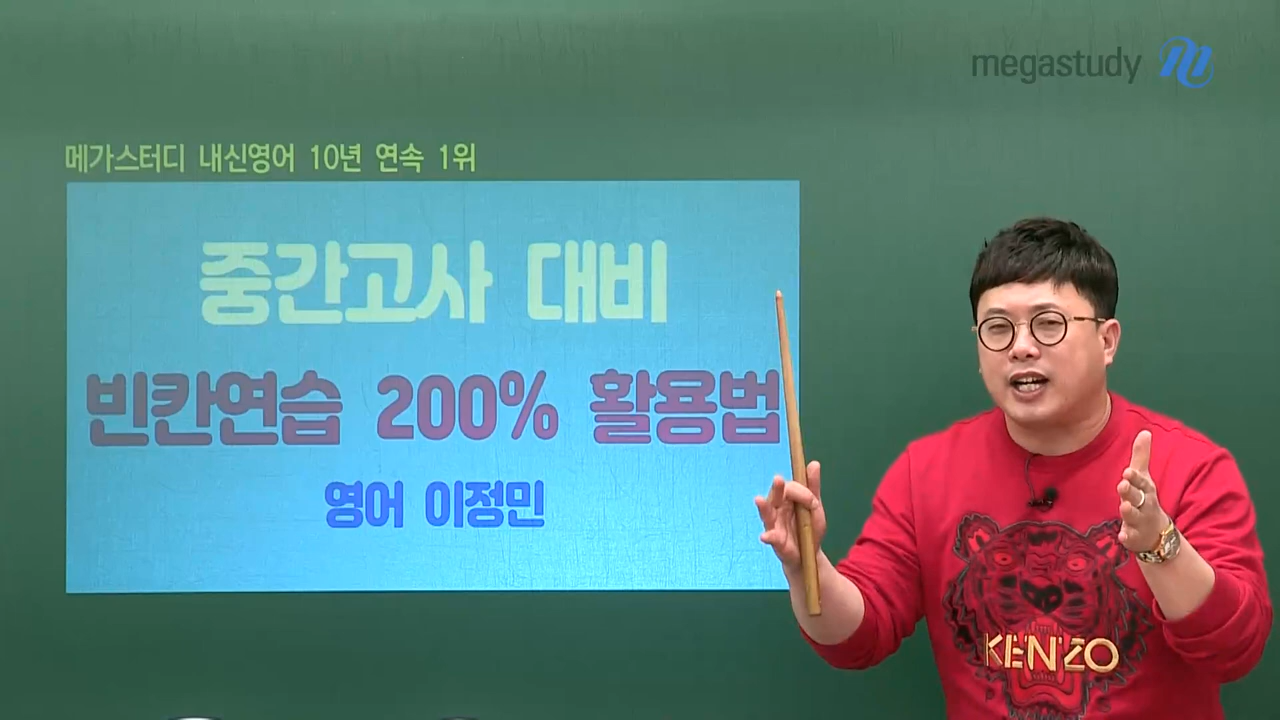 megastudy
메가스터디 내신영어 10년 연속 1위
중간고사 대비
빈칸연습 200% 활용법
영어 이정민
KENZO